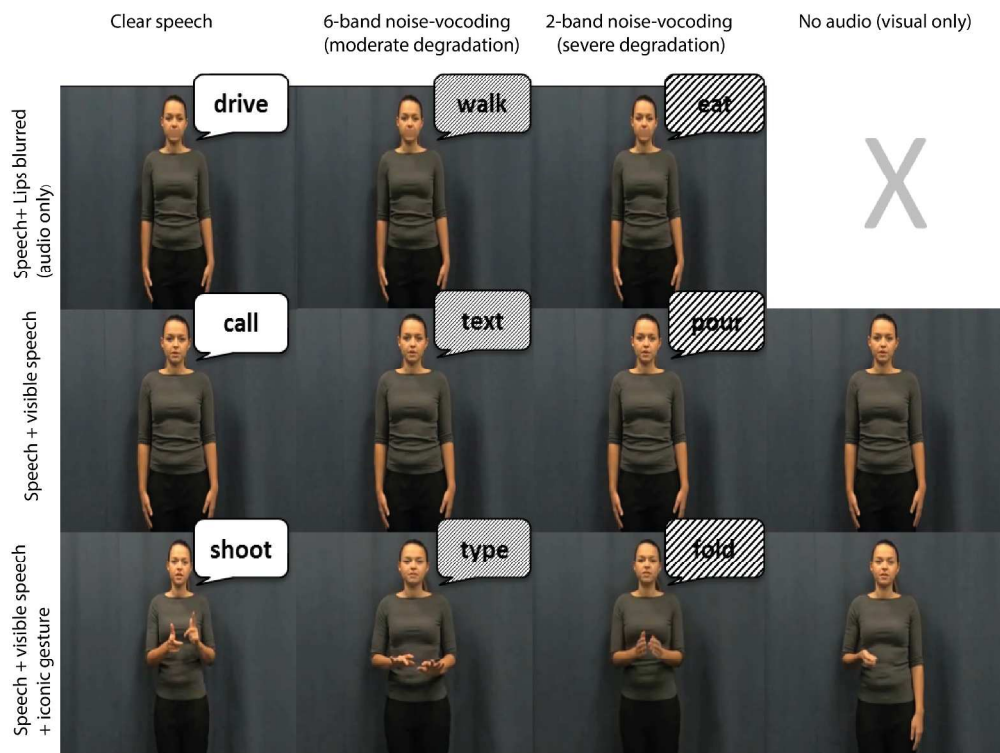 Clear speech
6-band noise-vocoding
(moderate degradation)
2-band noise-vocoding
(severe degradation)
No audio (visual only)
Speech+ Lips blurred
(audio only)
drive
walk
eat
X
Speech + visible speech
call
text
pour
Speech + visible speech
+ iconic gesture
shoot
type
fold